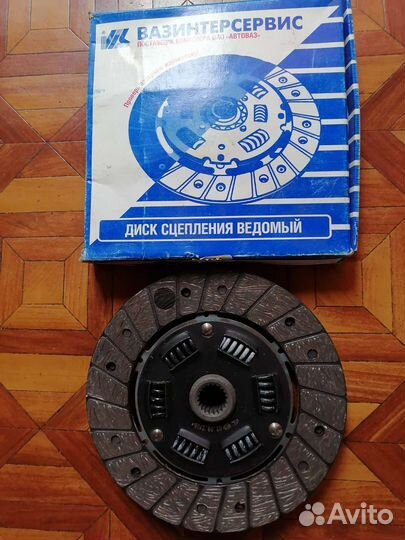 ВАЗИНТЕРСЕРВИС
ПОСТАВЩИК КОНВЕЙЕРА ОАО «АВТОВАЗ»
ДИСК СЦЕПЛЕНИЯ ВЕДОМЫЙ
Avito